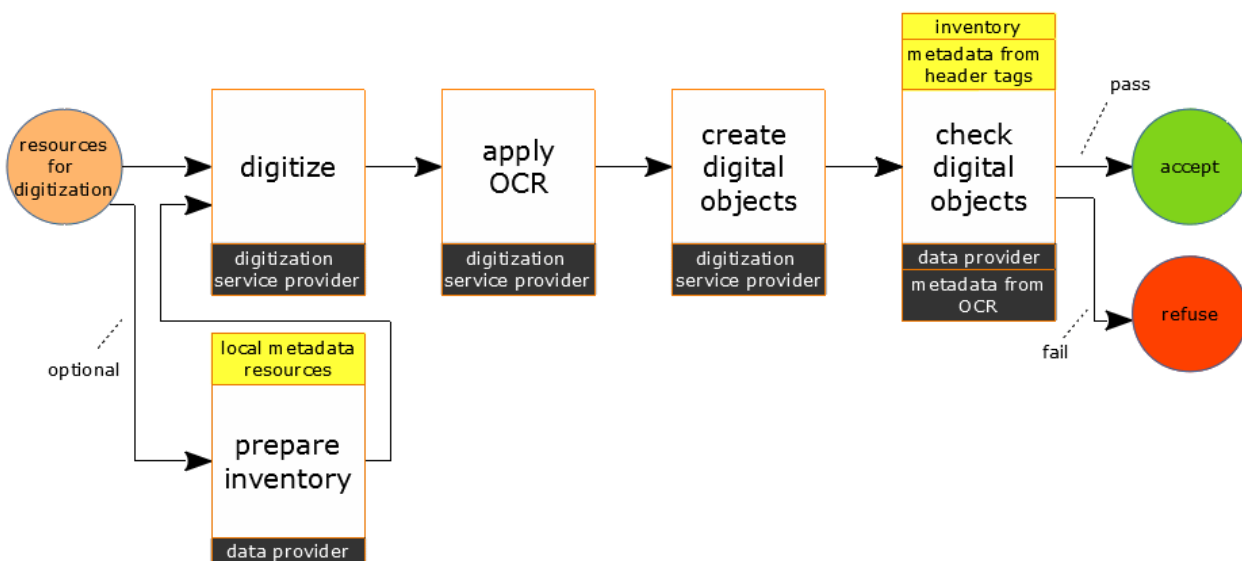 resources
for
digitization
optional
digitize
digitization
service provider
local metadata
resources
prepare
inventory
data provider
apply
OCR
digitization
service provider
create
digital
objects
digitization
service provider
inventory
metadata from
header tags
check
digital
objects
data provider
metadata from
OCR
pass
accept
fail
refuse